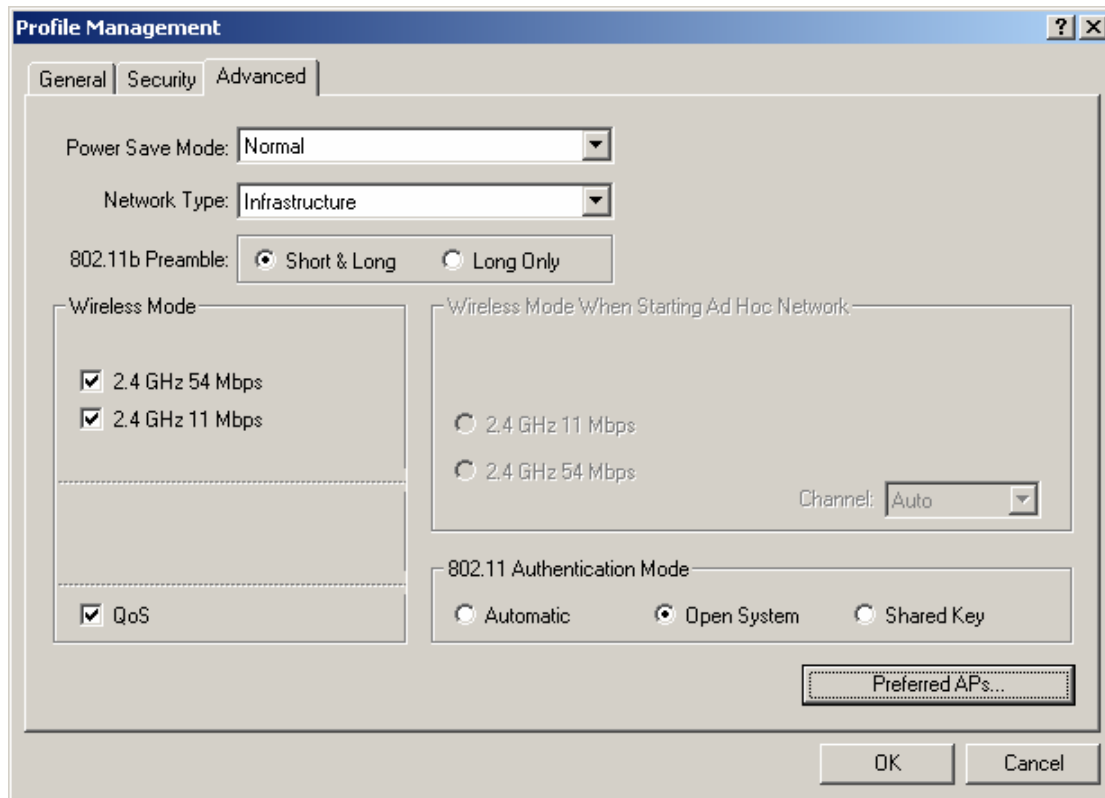 Profile Management
General Security Advanced
Power Save Mode: Normal
Network Type: Infrastructure
802.11b Preamble: Short & Long Long Only
Wireless Mode
2.4 GHz 54 Mbps
2.4 GHz 11 Mbps
QoS
Wireless Mode When Starting Ad Hoc Network
2.4 GHz 11 Mbps
2.4 GHz 54 Mbps
Channel: Auto
802.11 Authentication Mode
Automatic Open System Shared Key
Preferred APs...
OK Cancel